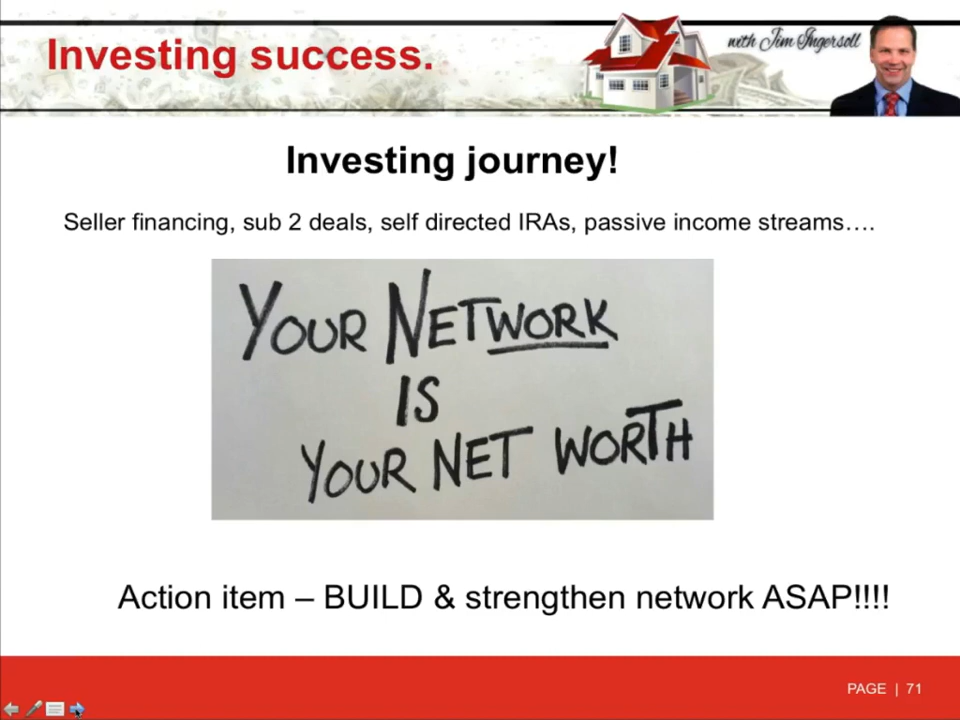 Investing success.
with Jim Ingersoll
Investing journey!
Seller financing, sub 2 deals, self directed IRAs, passive income streams….
YOUR NETWORK
IS
YOUR NET WORTH
Action item – BUILD & strengthen network ASAP!!!!
PAGE | 71